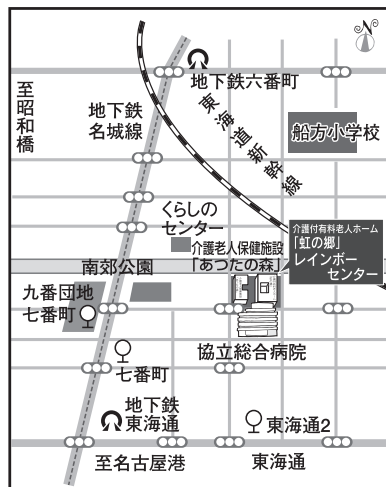 N
地下鉄六番町
至昭和橋
地下鉄
名城線
東海道新幹線
船方小学校
くらしの
センター
介護老人保健施設
「あつたの森」
介護付有料老人ホーム
「虹の郷」
レインボー
センター
南郊公園
九番団地
七番町
協立総合病院
七番町
地下鉄
東海通
東海通2
至名古屋港
東海通